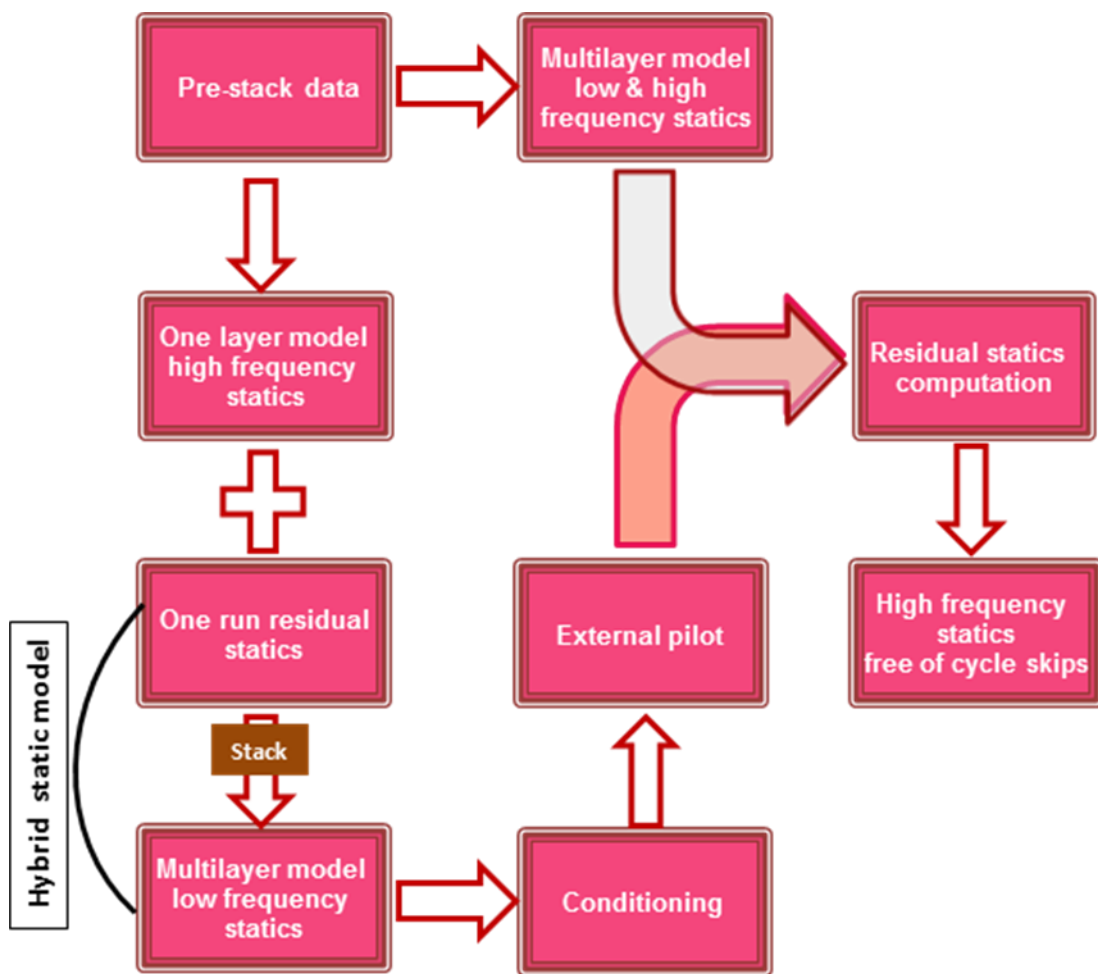 Pre-stack data
Multilayer model
low & high
frequency statics
One layer model
high frequency
statics
Residual statics
computation
One run residual
statics
External pilot
High frequency
statics
free of cycle skips
Hybrid static model
Stack
Multilayer model
low frequency
statics
Conditioning